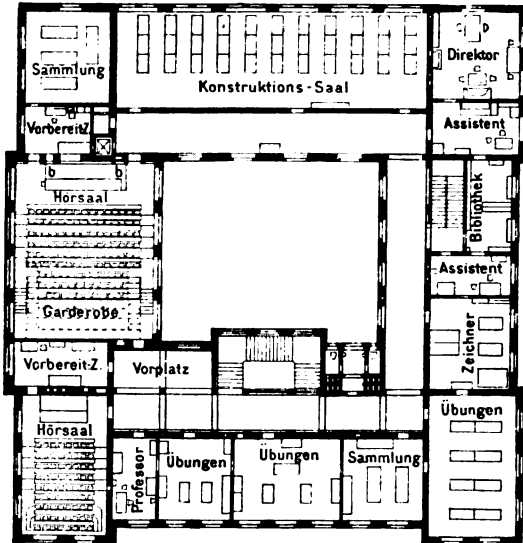 Sammlung
Konstruktions-Saal
Direktor
Vorbereit.Z.
Assistent
b b
Hörsaal
Bibliothek
Assistent
Garderobe
Zeichner
Vorbereit-Z.
Vorplatz
Hörsaal
Professor
Übungen
Übungen
Sammlung
Übungen